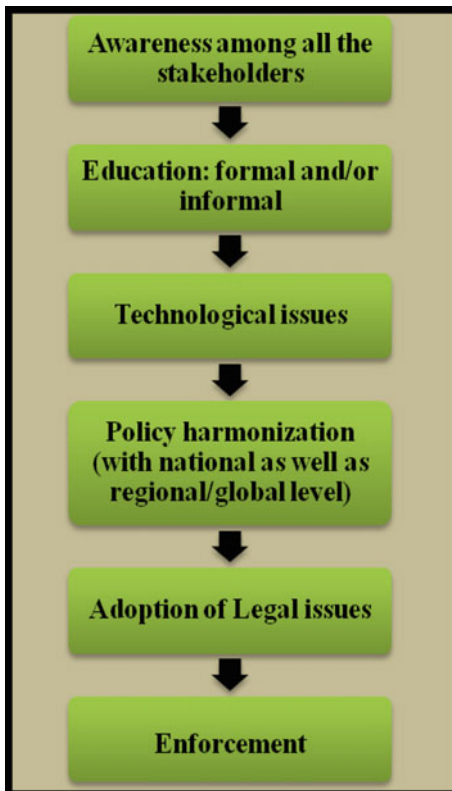 Awareness among all the
stakeholders
Education: formal and/or
informal
Technological issues
Policy harmonization
(with national as well as
regional/global level)
Adoption of Legal issues
Enforcement